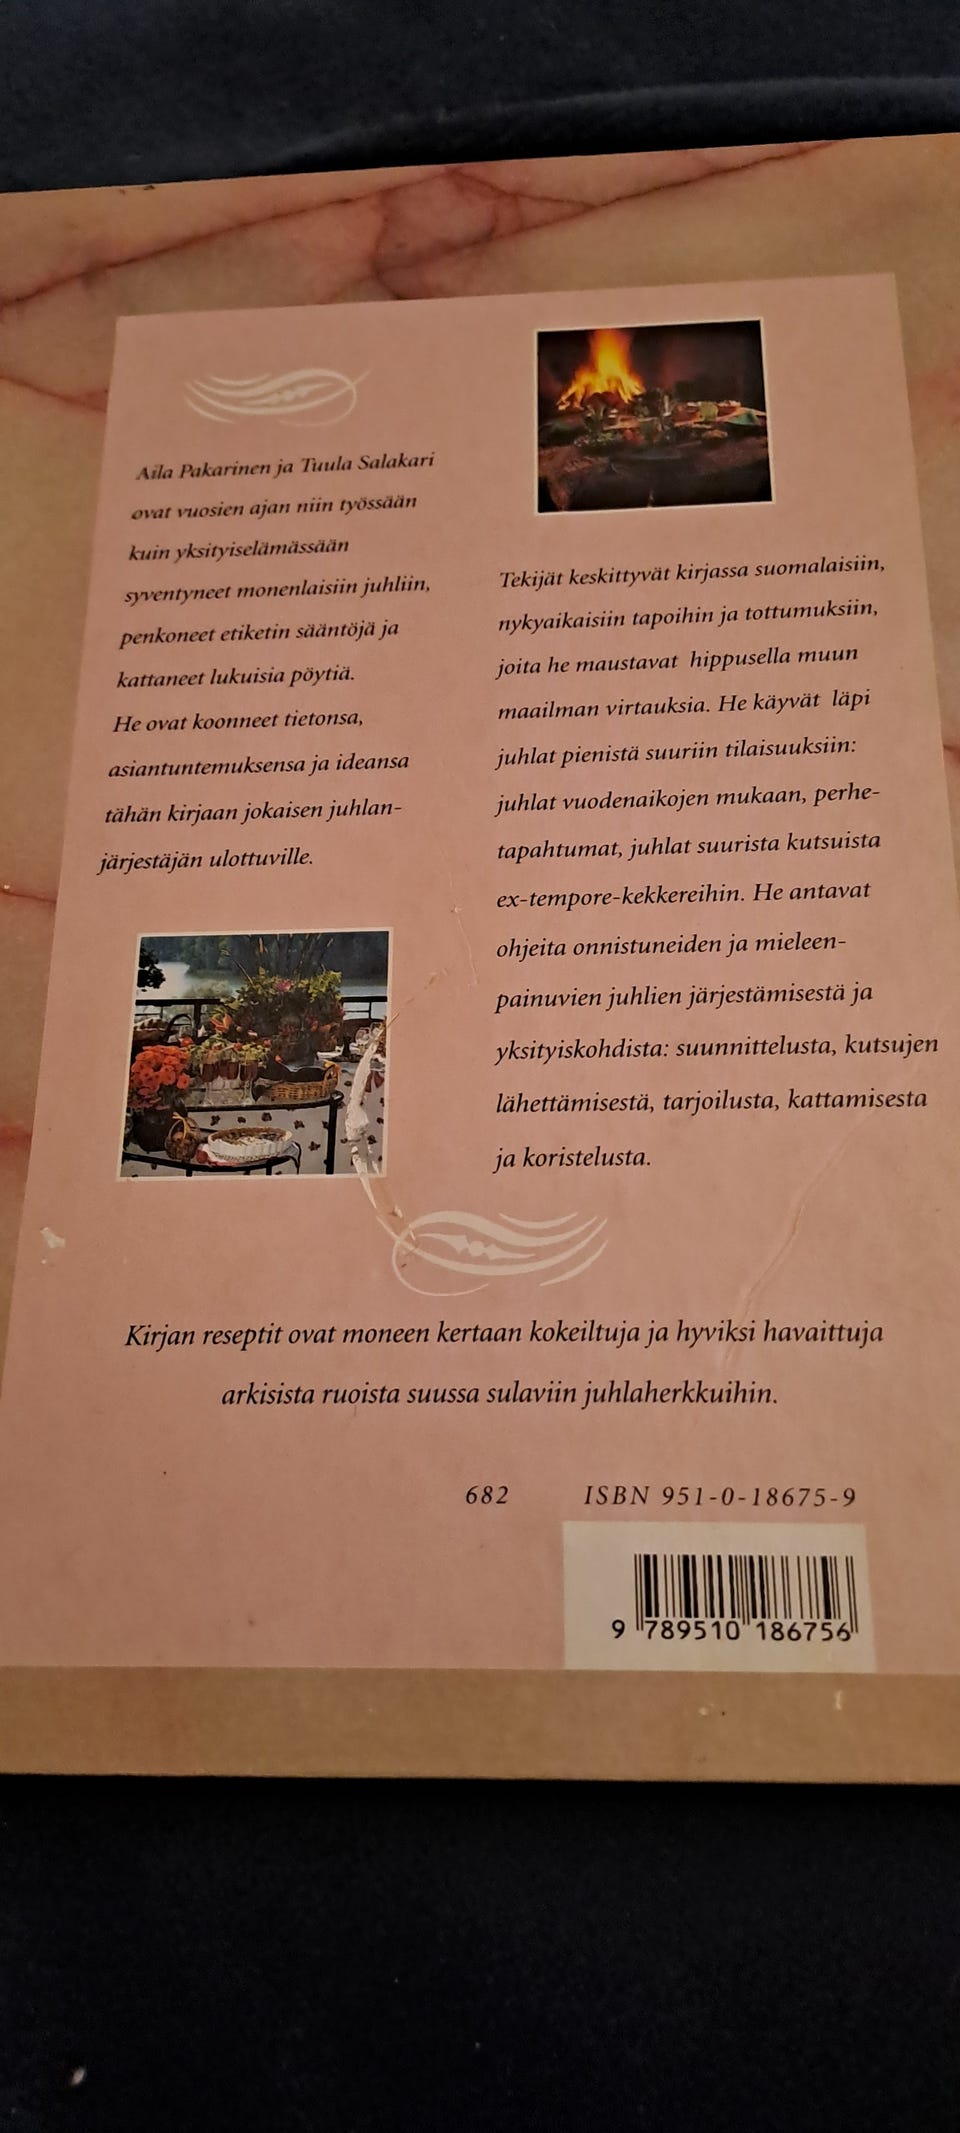 Aila Pakarinen ja Tuula Salakari
ovat vuosien ajan niin työssään
kuin yksityiselämässään
syventyneet monenlaisiin juhliin,
penkoneet etiketin sääntöjä ja
kattaneet lukuisia pöytiä.
He ovat koonneet tietonsa,
asiantuntemuksensa ja ideansa
tähän kirjaan jokaisen juhlan-
järjestäjän ulottuville.
Tekijät keskittyvät kirjassa suomalaisiin,
nykyaikaisiin tapoihin ja tottumuksiin,
joita he maustavat hippusella muun
maailman virtauksia. He käyvät läpi
juhlat pienistä suuriin tilaisuuksiin:
juhlat vuodenaikojen mukaan, perhe-
tapahtumat, juhlat suurista kutsuista
ex-tempore-kekkereihin. He antavat
ohjeita onnistuneiden ja mieleen-
painuvien juhlien järjestämisestä ja
yksityiskohdista: suunnittelusta, kutsujen
lähettämisestä, tarjoilusta, kattamisesta
ja koristelusta.
Kirjan reseptit ovat moneen kertaan kokeiltuja ja hyviksi havaittuja
arkisista ruoista suussa sulaviin juhlaherkkuihin.
682 ISBN 951-0-18675-9
9 789510 186756